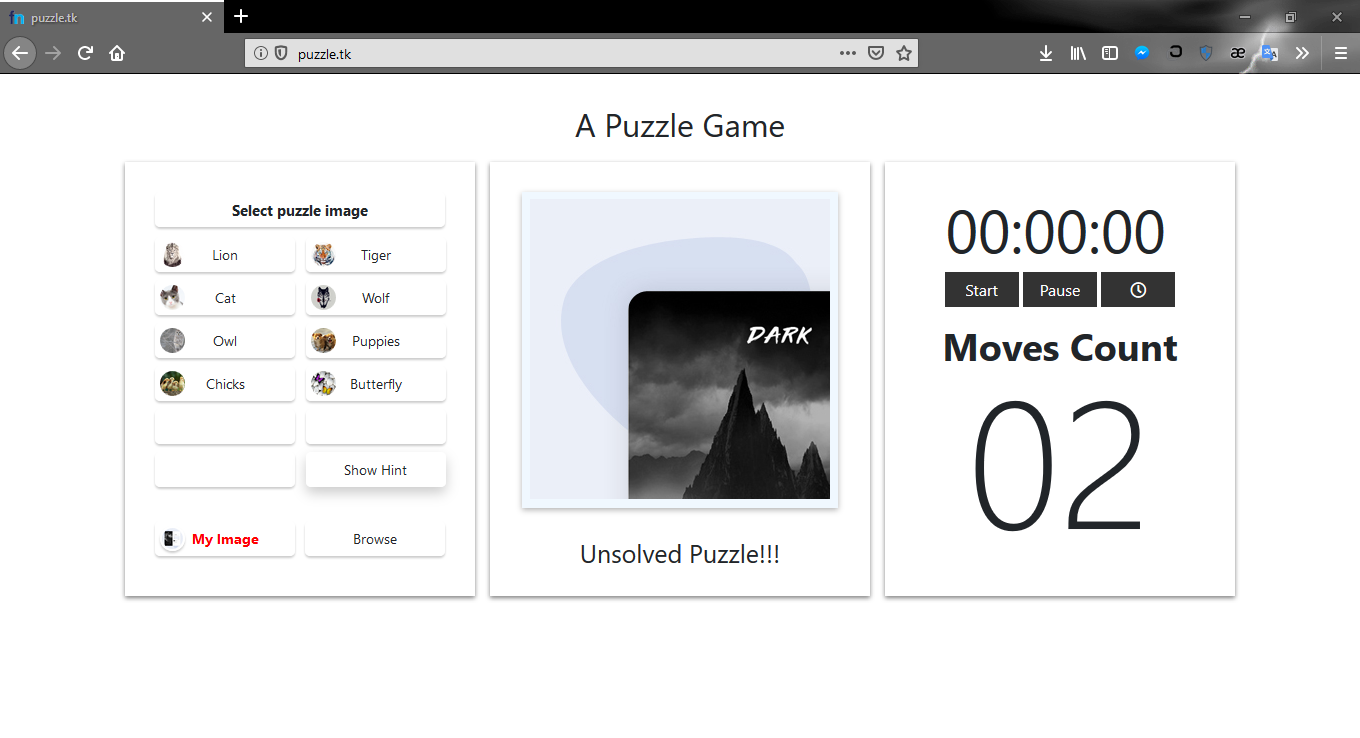 fn puzzle.tk
puzzle.tk
æ
A Puzzle Game
Select puzzle image
Lion
Tiger
Cat
Wolf
Owl
Puppies
Chicks
Butterfly
Show Hint
My Image
Browse
DARK
Unsolved Puzzle!!!
00:00:00
Start
Pause
Moves Count
02